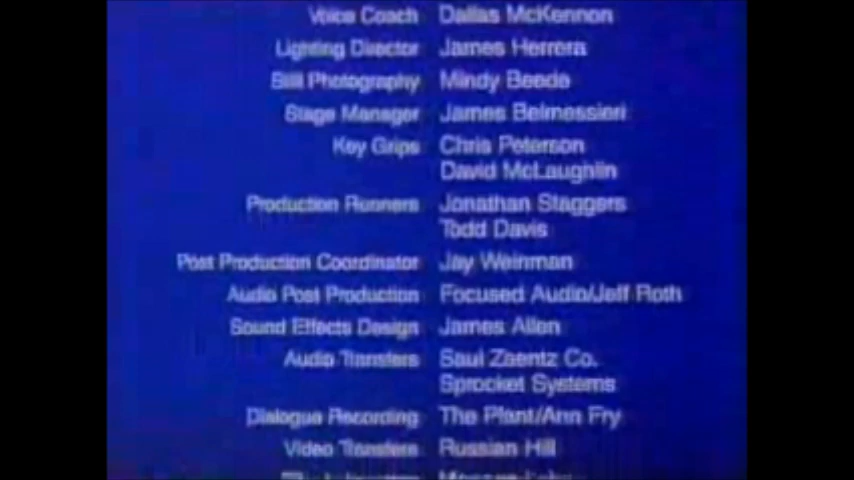 Voice Coach Dallas McKennon
Lighting Director James Herrera
Still Photography Mindy Beede
Stage Manager James Belmessieri
Key Grips Chris Peterson
David McLaughlin
Production Runners Jonathan Staggers
Todd Davis
Post Production Coordinator Jay Weinman
Audio Post Production Focused Audio/Jeff Roth
Sound Effects Design James Allen
Audio Transfers Saul Zaentz Co.
Sprocket Systems
Dialogue Recording The Plant/Ann Fry
Video Transfers Russian Hill